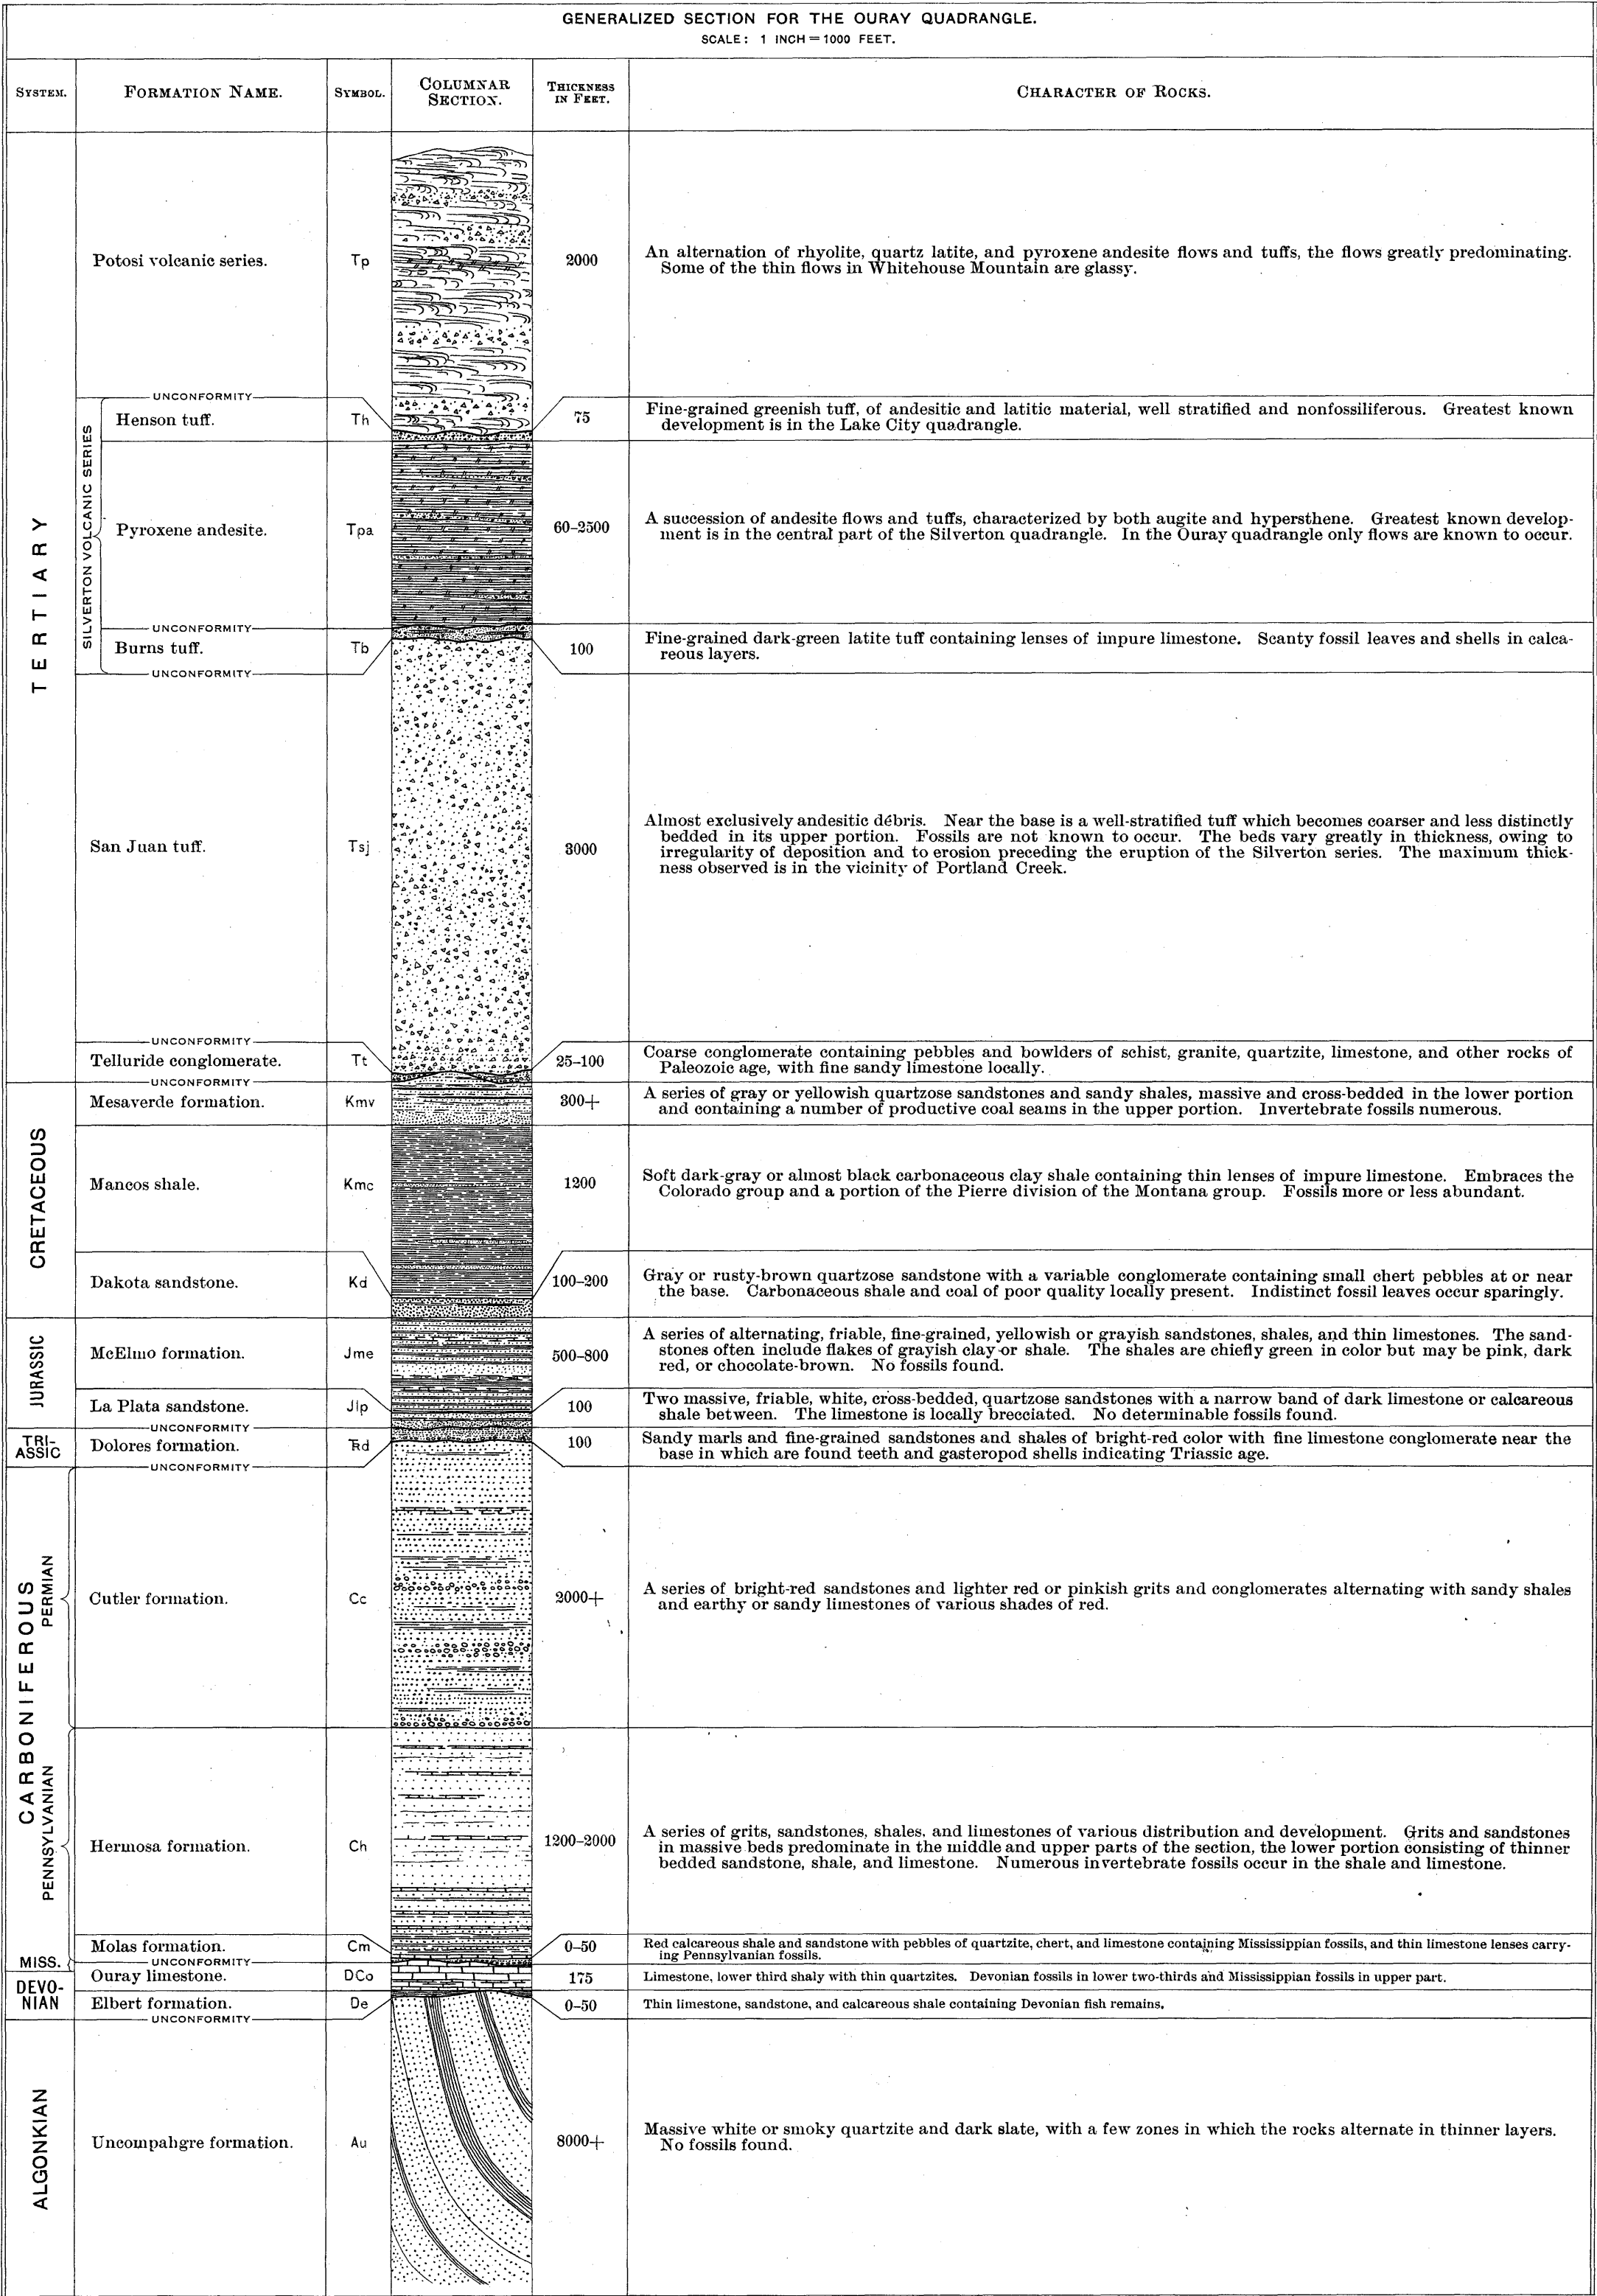 GENERALIZED SECTION FOR THE OURAY QUADRANGLE.
SCALE: 1 INCH = 1000 FEET.
SYSTEM.
FORMATION NAME.
SYMBOL.
COLUMNAR
SECTION.
THICKNESS
IN FEET.
CHARACTER OF ROCKS.
TERTIARY
Potosi volcanic series.
Tp
2000
An alternation of rhyolite, quartz latite, and pyroxene andesite flows and tuffs, the flows greatly predominating.
Some of the thin flows in Whitehouse Mountain are glassy.
UNCONFORMITY
SILVERTON VOLCANIC SERIES
Henson tuff.
Th
75
Fine-grained greenish tuff, of andesitic and latitic material, well stratified and nonfossiliferous. Greatest known
development is in the Lake City quadrangle.
Pyroxene andesite.
Tpa
60–2500
A succession of andesite flows and tuffs, characterized by both augite and hypersthene. Greatest known develop-
ment is in the central part of the Silverton quadrangle. In the Ouray quadrangle only flows are known to occur.
UNCONFORMITY
Burns tuff.
Tb
100
Fine-grained dark-green latite tuff containing lenses of impure limestone. Scanty fossil leaves and shells in calca-
reous layers.
UNCONFORMITY
San Juan tuff.
Tsj
3000
Almost exclusively andesitic débris. Near the base is a well-stratified tuff which becomes coarser and less distinctly
bedded in its upper portion. Fossils are not known to occur. The beds vary greatly in thickness, owing to
irregularity of deposition and to erosion preceding the eruption of the Silverton series. The maximum thick-
ness observed is in the vicinity of Portland Creek.
UNCONFORMITY
Telluride conglomerate.
Tt
25–100
Coarse conglomerate containing pebbles and bowlders of schist, granite, quartzite, limestone, and other rocks of
Paleozoic age, with fine sandy limestone locally.
UNCONFORMITY
CRETACEOUS
Mesaverde formation.
Kmv
300+
A series of gray or yellowish quartzose sandstones and sandy shales, massive and cross-bedded in the lower portion
and containing a number of productive coal seams in the upper portion. Invertebrate fossils numerous.
Mancos shale.
Kmc
1200
Soft dark-gray or almost black carbonaceous clay shale containing thin lenses of impure limestone. Embraces the
Colorado group and a portion of the Pierre division of the Montana group. Fossils more or less abundant.
Dakota sandstone.
Kd
100–200
Gray or rusty-brown quartzose sandstone with a variable conglomerate containing small chert pebbles at or near
the base. Carbonaceous shale and coal of poor quality locally present. Indistinct fossil leaves occur sparingly.
JURASSIC
McElmo formation.
Jme
500–800
A series of alternating, friable, fine-grained, yellowish or grayish sandstones, shales, and thin limestones. The sand-
stones often include flakes of grayish clay or shale. The shales are chiefly green in color but may be pink, dark
red, or chocolate-brown. No fossils found.
La Plata sandstone.
Jlp
100
Two massive, friable, white, cross-bedded, quartzose sandstones with a narrow band of dark limestone or calcareous
shale between. The limestone is locally brecciated. No determinable fossils found.
UNCONFORMITY
TRI-
ASSIC
Dolores formation.
Ꞇd
100
Sandy marls and fine-grained sandstones and shales of bright-red color with fine limestone conglomerate near the
base in which are found teeth and gasteropod shells indicating Triassic age.
UNCONFORMITY
CARBONIFEROUS
PERMIAN
Cutler formation.
Cc
2000+
A series of bright-red sandstones and lighter red or pinkish grits and conglomerates alternating with sandy shales
and earthy or sandy limestones of various shades of red.
PENNSYLVANIAN
Hermosa formation.
Ch
1200–2000
A series of grits, sandstones, shales, and limestones of various distribution and development. Grits and sandstones
in massive beds predominate in the middle and upper parts of the section, the lower portion consisting of thinner
bedded sandstone, shale, and limestone. Numerous invertebrate fossils occur in the shale and limestone.
Molas formation.
Cm
0–50
Red calcareous shale and sandstone with pebbles of quartzite, chert, and limestone containing Mississippian fossils, and thin limestone lenses carry-
ing Pennsylvanian fossils.
UNCONFORMITY
MISS.
DEVO-
NIAN
Ouray limestone.
DCo
175
Limestone, lower third shaly with thin quartzites. Devonian fossils in lower two-thirds and Mississippian fossils in upper part.
Elbert formation.
De
0–50
Thin limestone, sandstone, and calcareous shale containing Devonian fish remains.
UNCONFORMITY
ALGONKIAN
Uncompahgre formation.
Au
8000+
Massive white or smoky quartzite and dark slate, with a few zones in which the rocks alternate in thinner layers.
No fossils found.